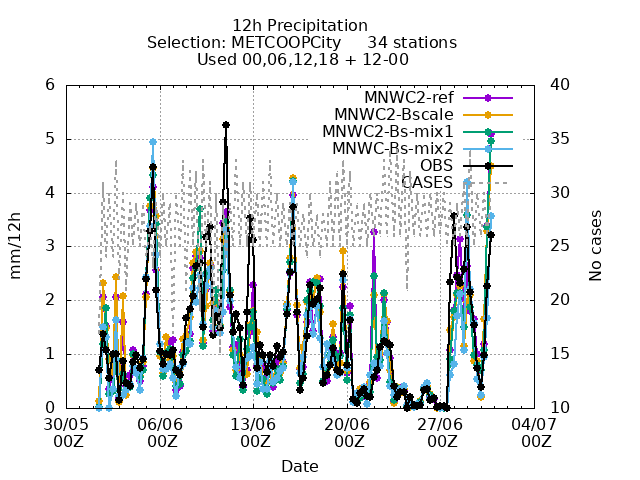 12h Precipitation
Selection: METCOOPCity 34 stations
Used 00,06,12,18 + 12-00
MNWC2-ref
MNWC2-Bscale
MNWC2-Bs-mix1
MNWC-Bs-mix2
OBS
CASES
mm/12h
6
5
4
3
2
1
0
No cases
40
35
30
25
20
15
10
30/05 06/06 13/06 20/06 27/06 04/07
00Z 00Z 00Z 00Z 00Z 00Z
Date